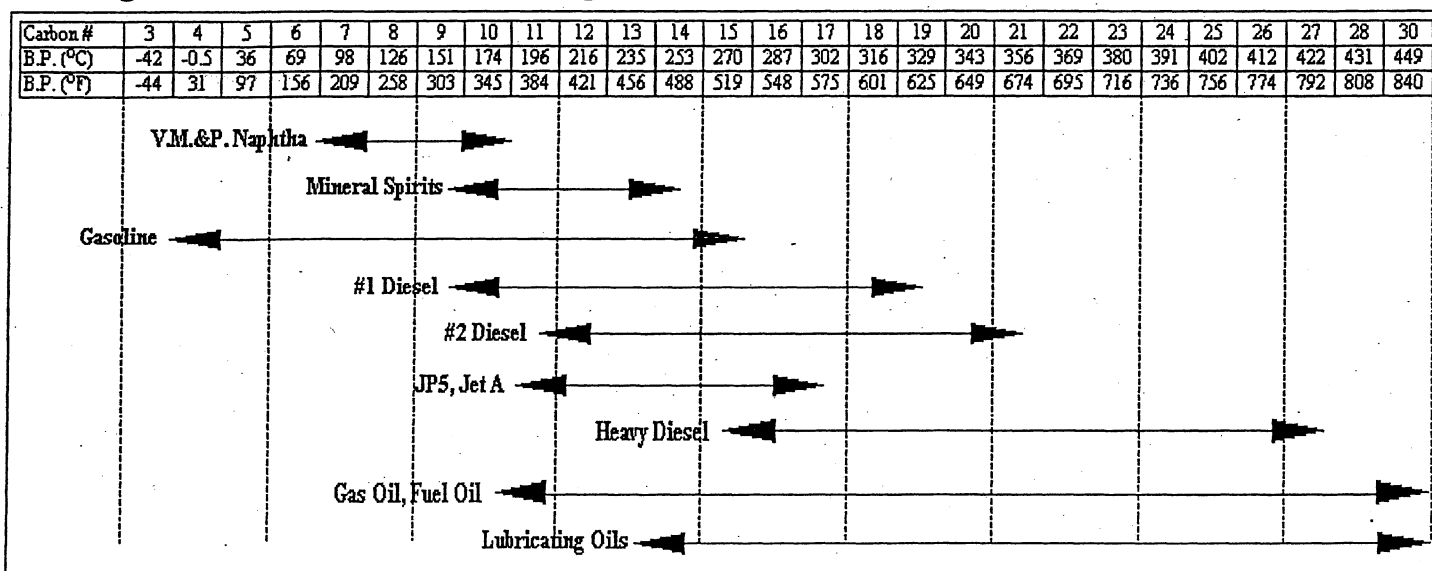 Carbon # 3 4 5 6 7 8 9 10 11 12 13 14 15 16 17 18 19 20 21 22 23 24 25 26 27 28 30
B.P. (⁰C) -42 -0.5 36 69 98 126 151 174 196 216 235 253 270 287 302 316 329 343 356 369 380 391 402 412 422 431 449
B.P. (⁰F) -44 31 97 156 209 258 303 345 384 421 456 488 519 548 575 601 625 649 674 695 716 736 756 774 792 808 840
V.M.&P. Naphtha
Mineral Spirits
Gasoline
#1 Diesel
#2 Diesel
JP5, Jet A
Heavy Diesel
Gas Oil, Fuel Oil
Lubricating Oils